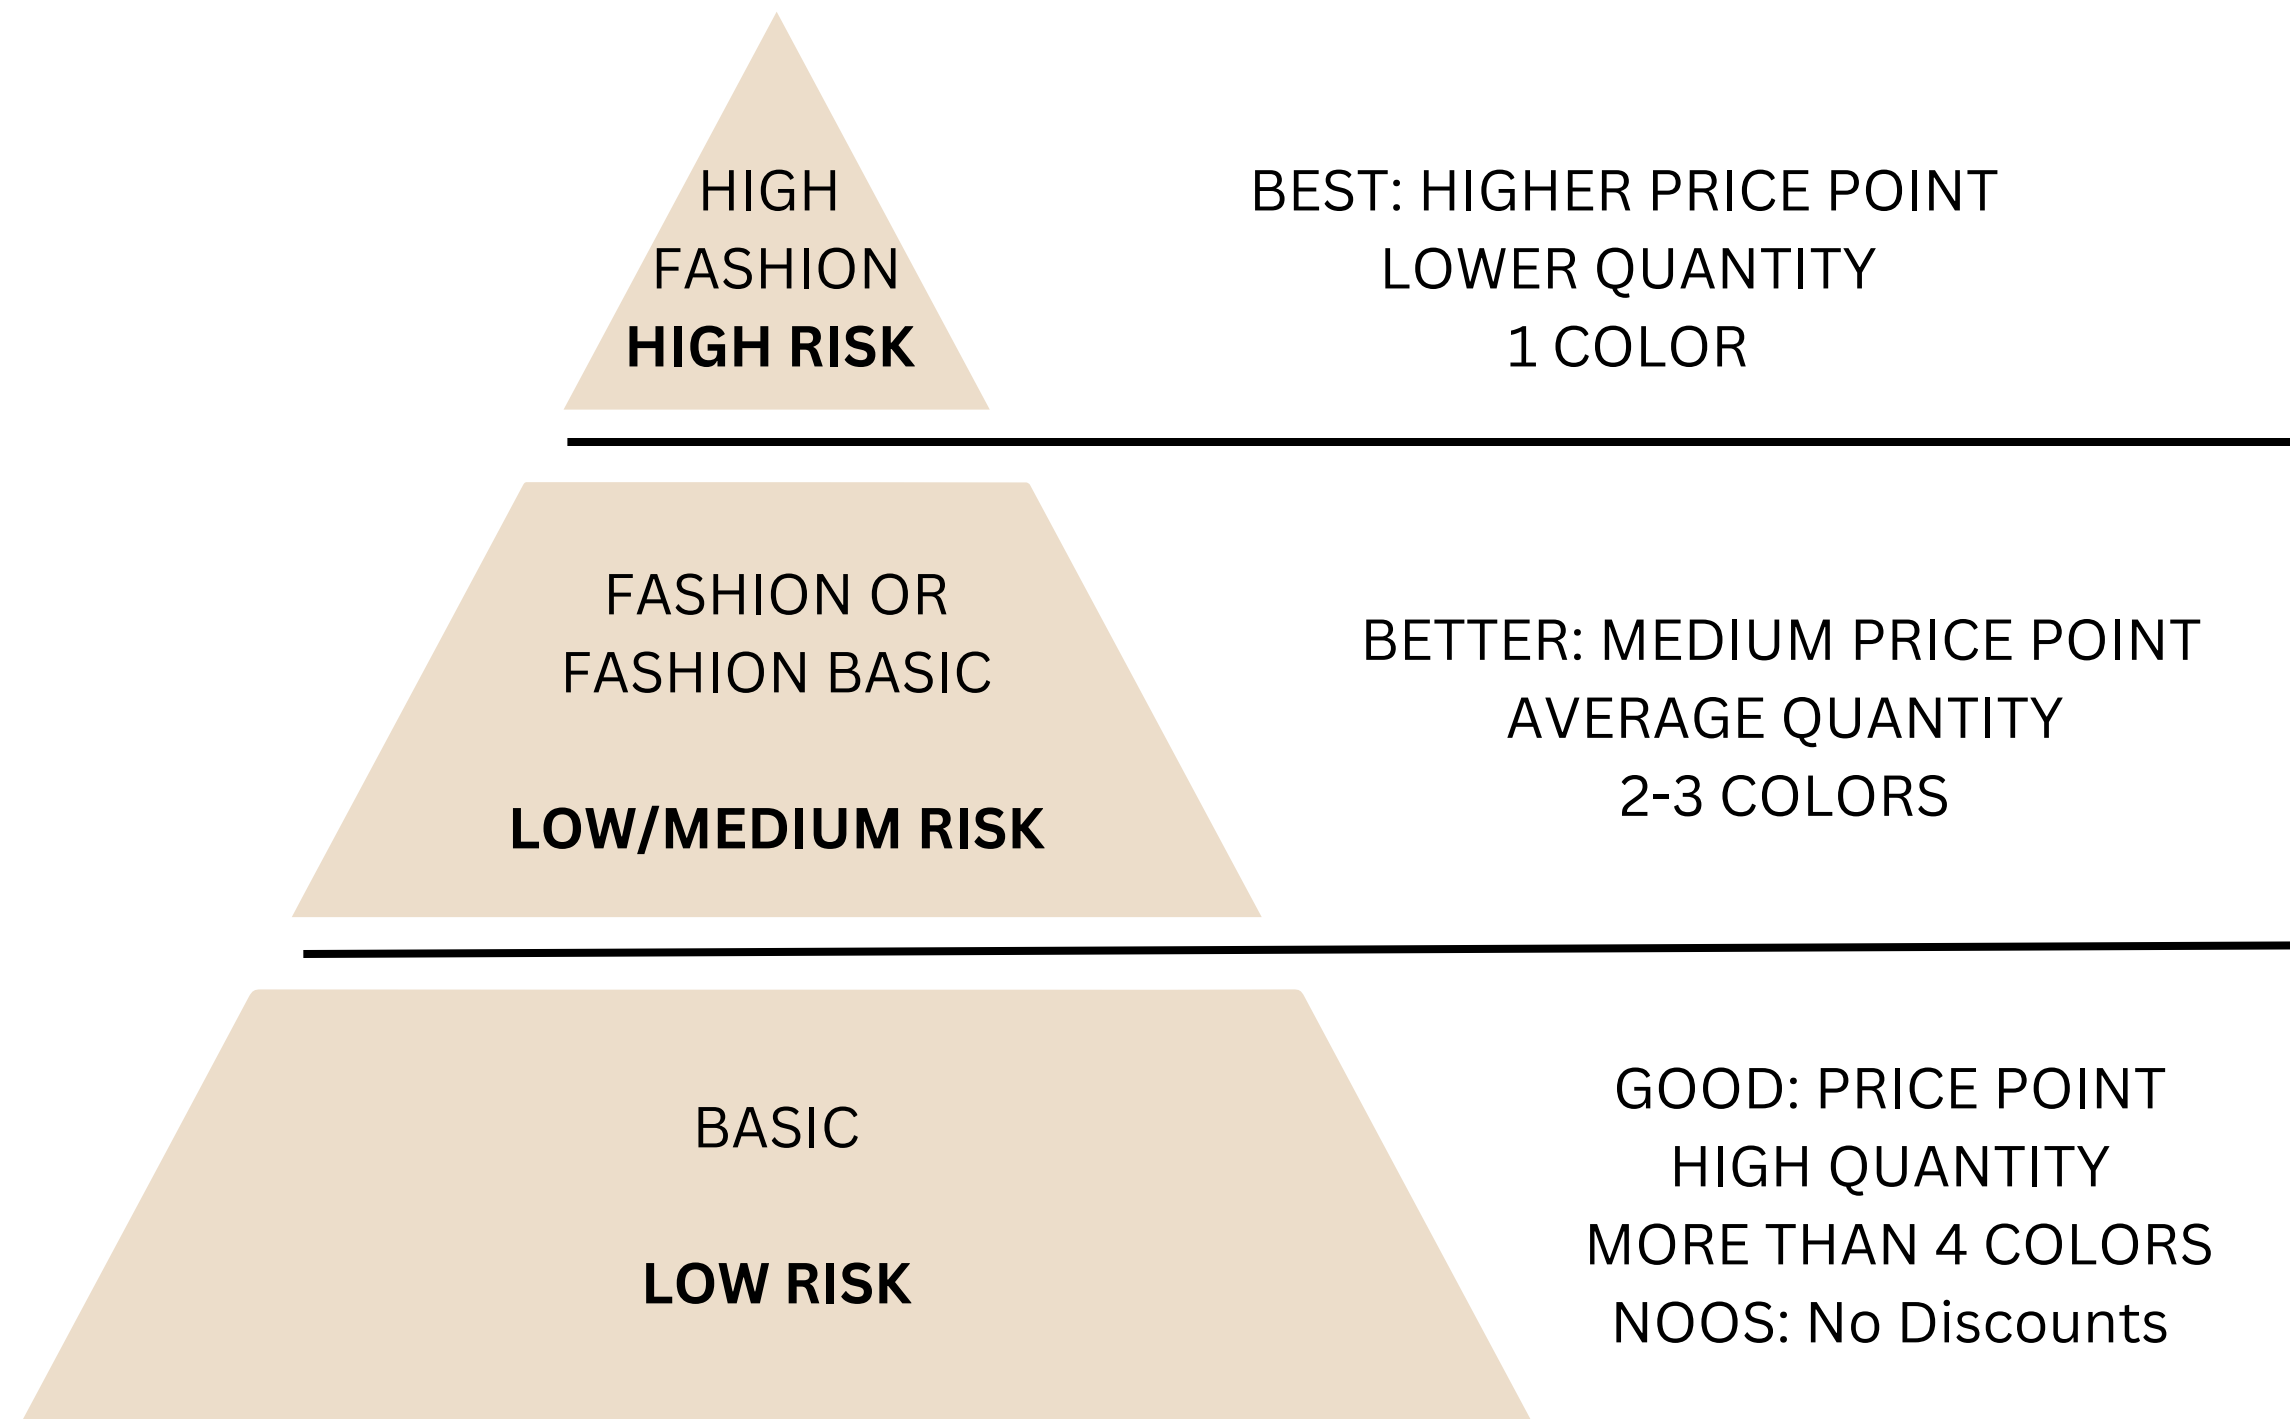 HIGH
FASHION
HIGH RISK
BEST: HIGHER PRICE POINT
LOWER QUANTITY
1 COLOR
FASHION OR
FASHION BASIC
LOW/MEDIUM RISK
BETTER: MEDIUM PRICE POINT
AVERAGE QUANTITY
2-3 COLORS
BASIC
LOW RISK
GOOD: PRICE POINT
HIGH QUANTITY
MORE THAN 4 COLORS
NOOS: No Discounts